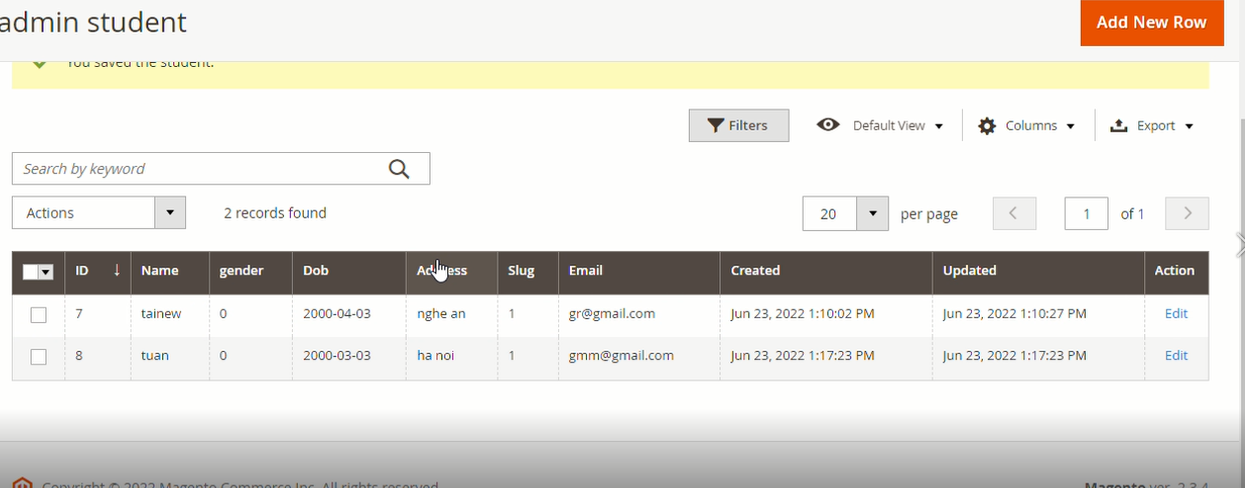 admin student
Add New Row
You saved the student.
Filters
Default View
Columns
Export
Search by keyword
Actions
2 records found
20
per page
1
of 1
ID ↓ Name gender Dob Address Slug Email Created Updated Action
7 tainew 0 2000-04-03 nghe an 1 gr@gmail.com Jun 23, 2022 1:10:02 PM Jun 23, 2022 1:10:27 PM Edit
8 tuan 0 2000-03-03 ha noi 1 gmm@gmail.com Jun 23, 2022 1:17:23 PM Jun 23, 2022 1:17:23 PM Edit
Copyright © 2022 Magento Commerce Inc. All rights reserved.
Magento ver. 2.3.4